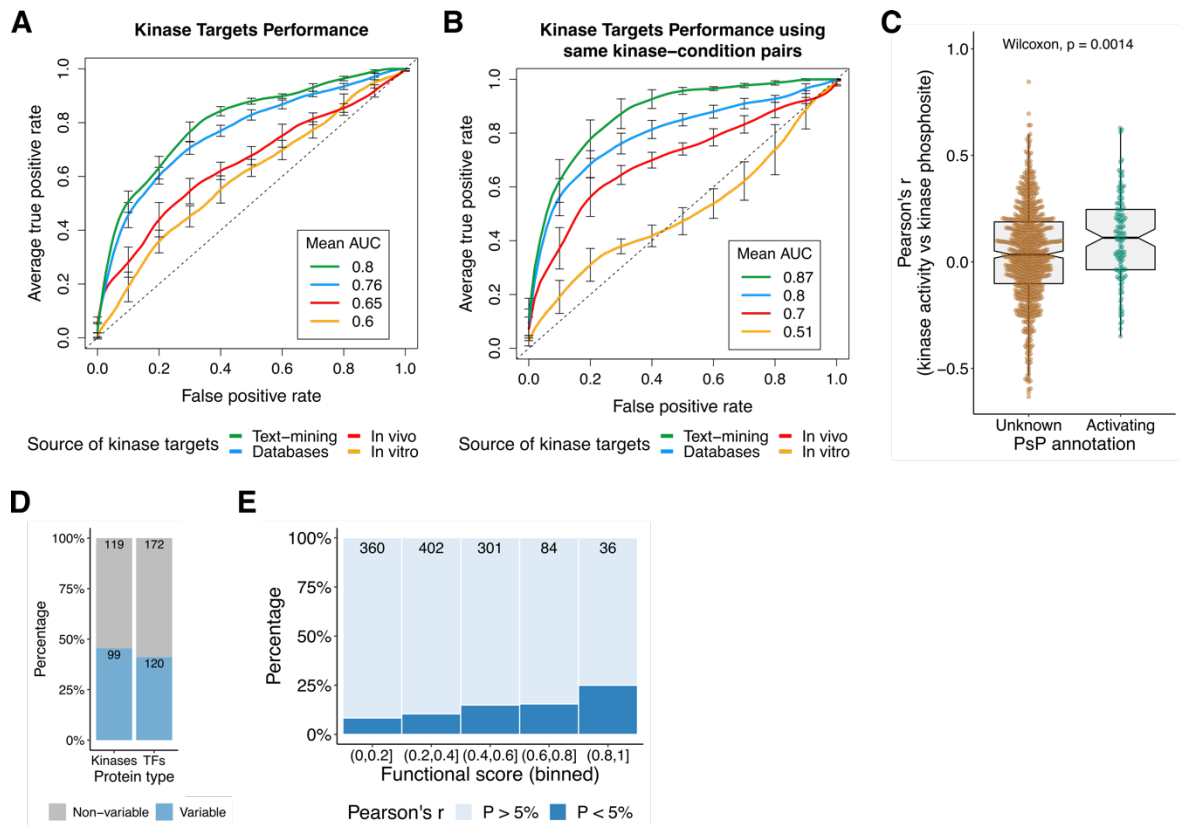 A
Kinase Targets Performance
Average true positive rate
1.0
0.8
0.6
0.4
0.2
0.0
0.0 0.2 0.4 0.6 0.8 1.0
False positive rate
Mean AUC
0.8
0.76
0.65
0.6
Source of kinase targets
Text−mining
In vivo
Databases
In vitro
B
Kinase Targets Performance using
same kinase−condition pairs
Average true positive rate
1.0
0.8
0.6
0.4
0.2
0.0
0.0 0.2 0.4 0.6 0.8 1.0
False positive rate
Mean AUC
0.87
0.8
0.7
0.51
Source of kinase targets
Text−mining
In vivo
Databases
In vitro
C
Wilcoxon, p = 0.0014
Pearson's r
(kinase activity vs kinase phosphosite)
1.0
0.5
0.0
−0.5
Unknown Activating
PsP annotation
D
Percentage
100%
75%
50%
25%
0%
119 172
99 120
Kinases TFs
Protein type
Non−variable Variable
E
Percentage
100%
75%
50%
25%
0%
360 402 301 84 36
(0,0.2] (0.2,0.4] (0.4,0.6] (0.6,0.8] (0.8,1]
Functional score (binned)
Pearson's r P > 5% P < 5%